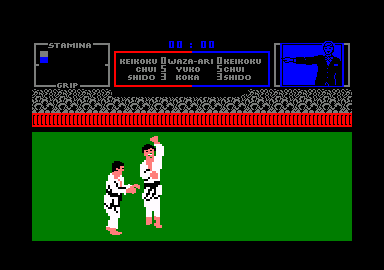 STAMINA
00:00
KEIKOKU 0 WAZA-ARI 0 KEIKOKU
CHUI 5 YUKO 5 CHUI
SHIDO 3 KOKA 3 SHIDO
GRIP